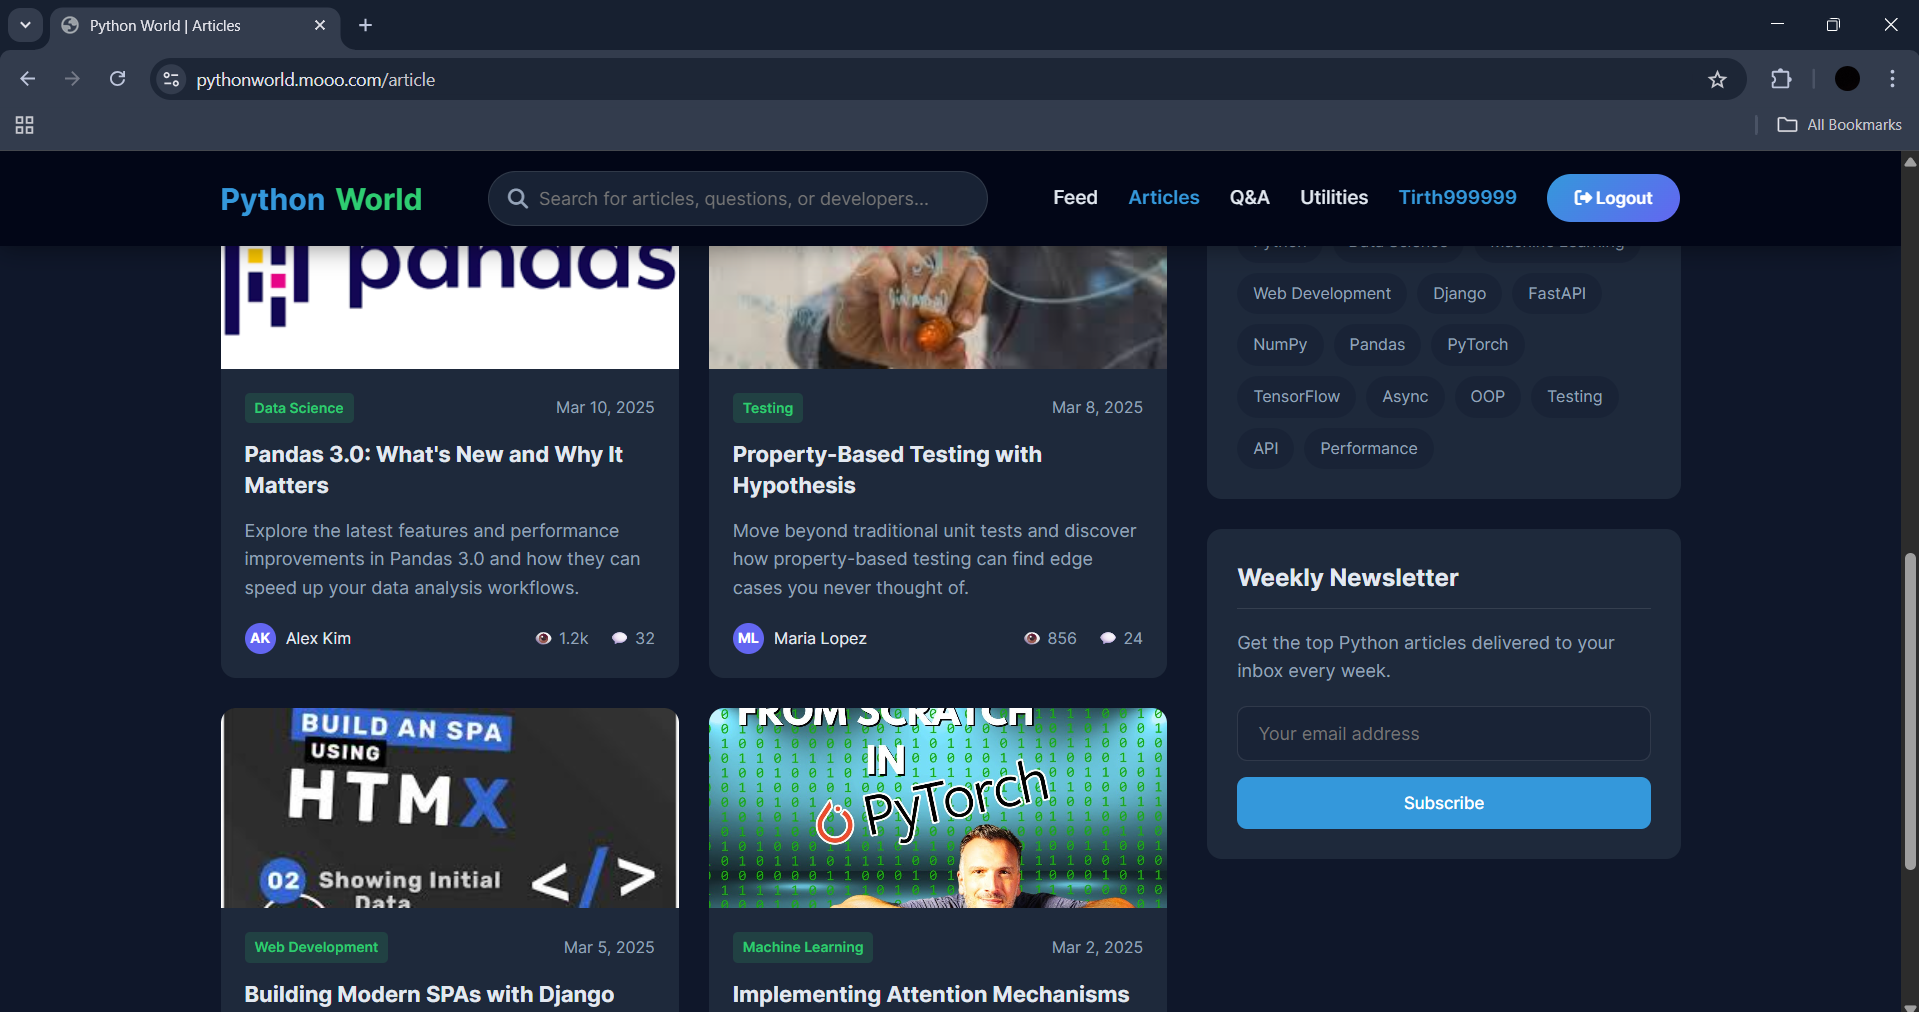 Python World | Articles
pythonworld.mooo.com/article
All Bookmarks
Python World
Search for articles, questions, or developers...
Feed
Articles
Q&A
Utilities
Tirth999999
Logout
pandas
Data Science
Mar 10, 2025
Pandas 3.0: What's New and Why It
Matters
Explore the latest features and performance
improvements in Pandas 3.0 and how they can
speed up your data analysis workflows.
AK Alex Kim
1.2k
32
Testing
Mar 8, 2025
Property-Based Testing with
Hypothesis
Move beyond traditional unit tests and discover
how property-based testing can find edge
cases you never thought of.
ML Maria Lopez
856
24
BUILD AN SPA
USING
HTMX
02 Showing Initial
Data
</>
Web Development
Mar 5, 2025
Building Modern SPAs with Django
FROM SCRATCH
IN
PyTorch
Machine Learning
Mar 2, 2025
Implementing Attention Mechanisms
Python
Data Science
Machine Learning
Web Development
Django
FastAPI
NumPy
Pandas
PyTorch
TensorFlow
Async
OOP
Testing
API
Performance
Weekly Newsletter
Get the top Python articles delivered to your
inbox every week.
Your email address
Subscribe